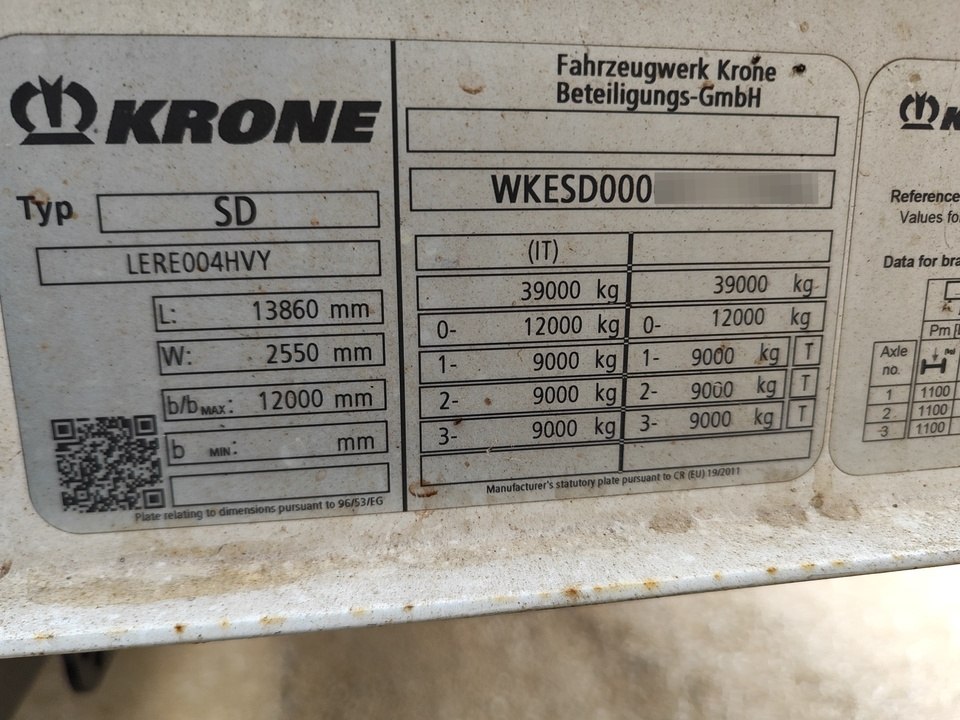 KRONE
Typ SD
LERE004HVY
L: 13860 mm
W: 2550 mm
b/b MAX: 12000 mm
b MIN: mm
Plate relating to dimensions pursuant to 96/53/EG
Fahrzeugwerk Krone
Beteiligungs-GmbH
WKESD000
(IT)
39000 kg 39000 kg
0- 12000 kg 0- 12000 kg
1- 9000 kg 1- 9000 kg T
2- 9000 kg 2- 9000 kg T
3- 9000 kg 3- 9000 kg T
Manufacturer's statutory plate pursuant to CR (EU) 19/2011
Reference
Values fo
Data for bra
Pm [
Axle
no.
1 1100
2 1100
3 1100